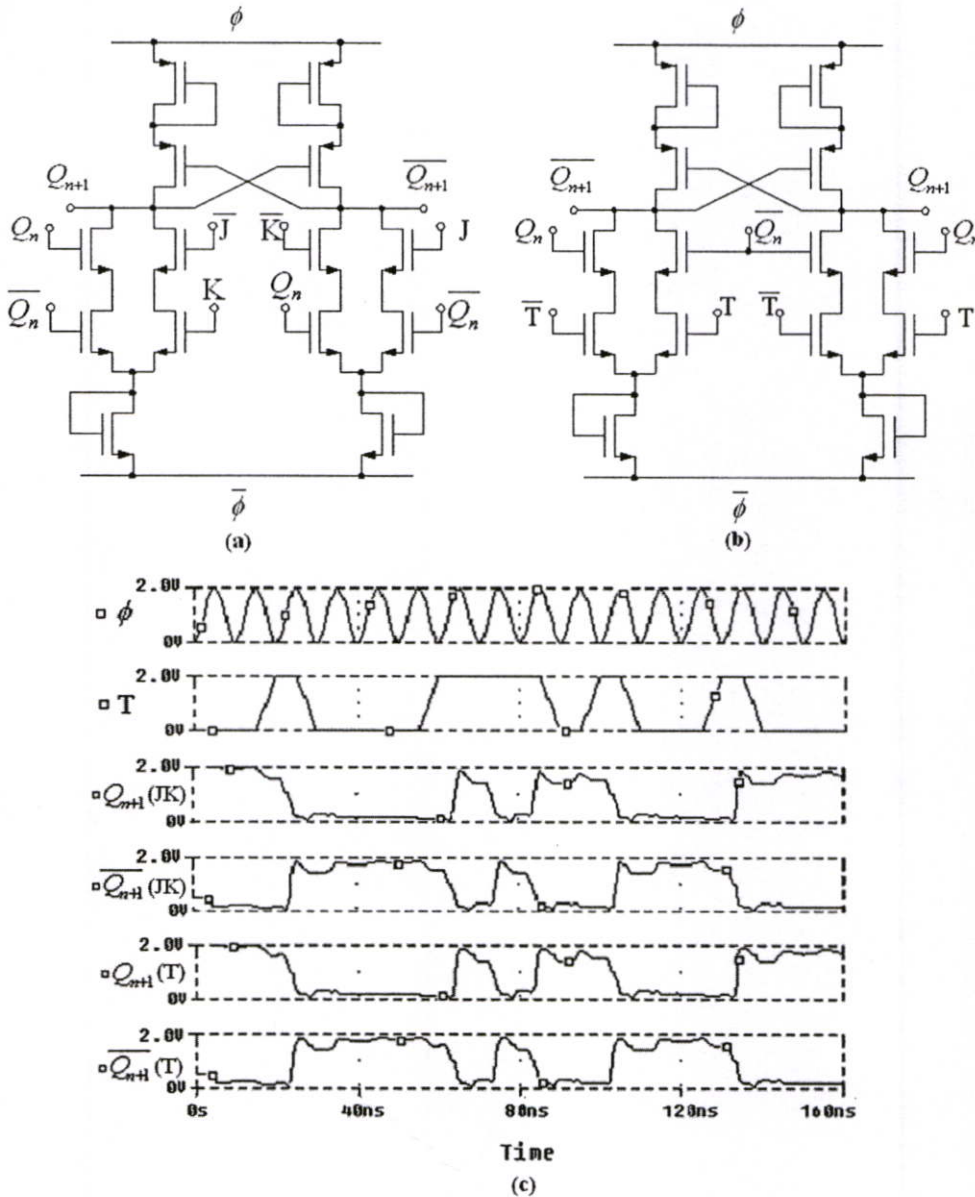 ϕ ϕ
Q_{n+1} \overline{Q_{n+1}} \overline{Q_{n+1}} Q_{n+1}
Q_n \overline{J} \overline{K} J Q_n \overline{Q_n} Q_n
\overline{Q_n} K Q_n \overline{Q_n} \overline{T} T \overline{T} T
\overline{ϕ} \overline{ϕ}
(a) (b)
2.0V
ϕ
0V
2.0V
T
0V
2.0V
Q_{n+1}(JK)
0V
2.0V
\overline{Q_{n+1}}(JK)
0V
2.0V
Q_{n+1}(T)
0V
2.0V
\overline{Q_{n+1}}(T)
0V
0s 40ns 80ns 120ns 160ns
Time
(c)